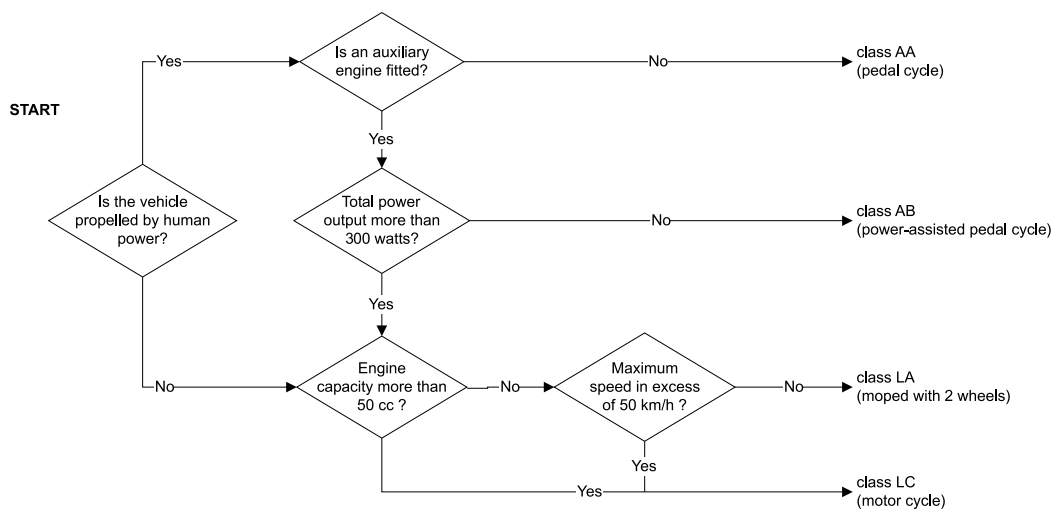 Is an auxiliary
engine fitted?
Yes
No
class AA
(pedal cycle)
START
Yes
Is the vehicle
propelled by human
power?
Total power
output more than
300 watts?
No
class AB
(power-assisted pedal cycle)
Yes
No
Engine
capacity more than
50 cc ?
No
Maximum
speed in excess
of 50 km/h ?
No
class LA
(moped with 2 wheels)
Yes
Yes
class LC
(motor cycle)